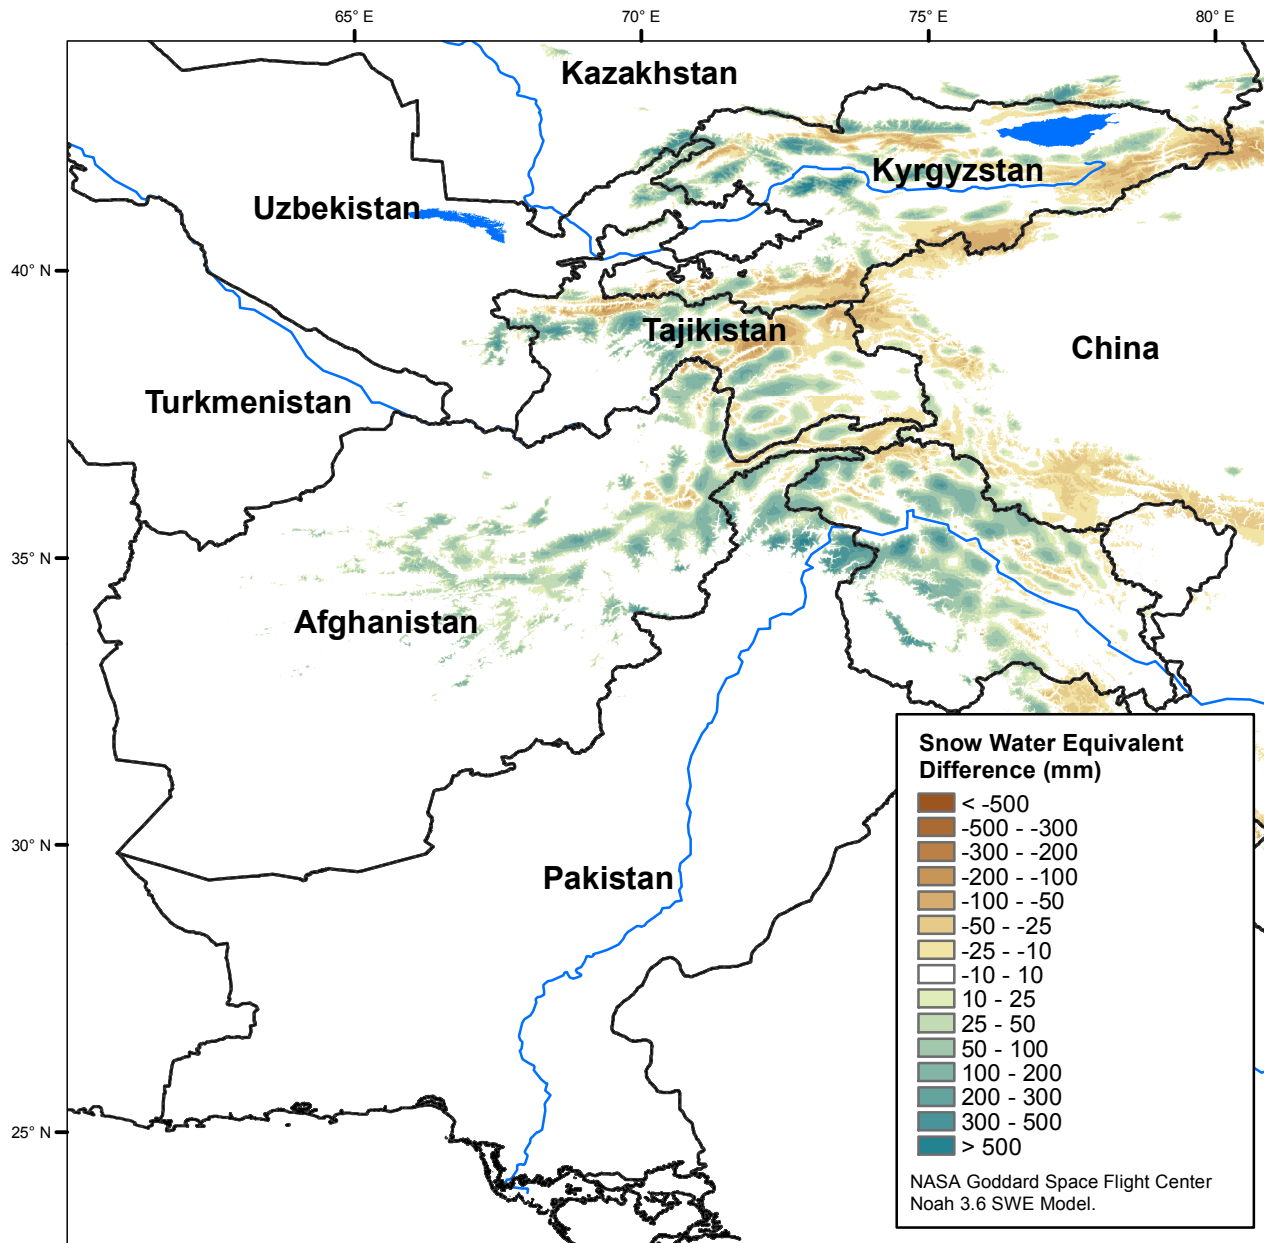 65° E 70° E 75° E 80° E
Kazakhstan
Kyrgyzstan
Uzbekistan
40° N
Tajikistan
China
Turkmenistan
35° N
Afghanistan
Snow Water Equivalent
Difference (mm)
< -500
-500 - -300
-300 - -200
-200 - -100
-100 - -50
-50 - -25
-25 - -10
-10 - 10
10 - 25
25 - 50
50 - 100
100 - 200
200 - 300
300 - 500
> 500
NASA Goddard Space Flight Center
Noah 3.6 SWE Model.
30° N
Pakistan
25° N